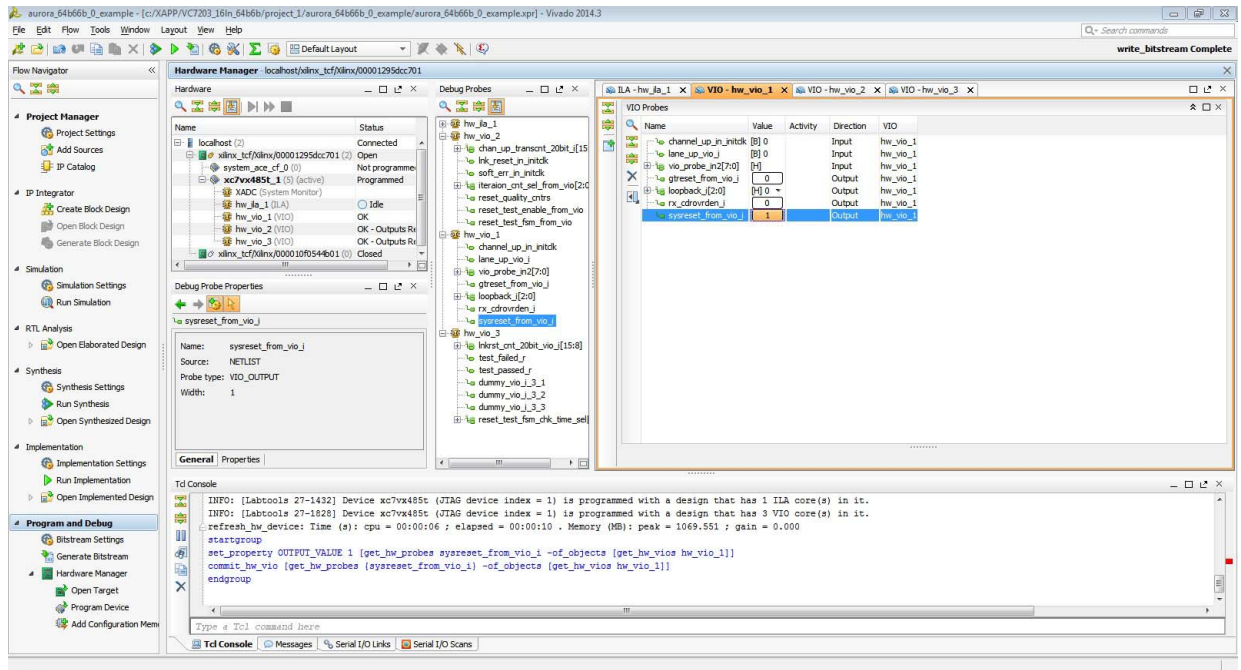 aurora_64b66b_0_example - [c:/XAPP/VC7203_16In_64b6b/project_1/aurora_64b66b_0_example/aurora_64b66b_0_example.xpr] - Vivado 2014.3
File Edit Flow Tools Window Layout View Help
Q- Search commands
Default Layout
write_bitstream Complete
Flow Navigator
Project Manager
Project Settings
Add Sources
IP Catalog
IP Integrator
Create Block Design
Open Block Design
Generate Block Design
Simulation
Simulation Settings
Run Simulation
RTL Analysis
Open Elaborated Design
Synthesis
Synthesis Settings
Run Synthesis
Open Synthesized Design
Implementation
Implementation Settings
Run Implementation
Open Implemented Design
Program and Debug
Bitstream Settings
Generate Bitstream
Hardware Manager
Open Target
Program Device
Add Configuration Mem
Hardware Manager - localhost/xilinx_tcf/Xilinx/00001295dcc701
Hardware
Name Status
localhost (2) Connected
xilinx_tcf/Xilinx/00001295dcc701 (2) Open
system_ace_cf_0 (0) Not programme
xc7vx485t_1 (5) (active) Programmed
XADC (System Monitor)
hw_ila_1 (ILA) Idle
hw_vio_1 (VIO) OK
hw_vio_2 (VIO) OK - Outputs Re
hw_vio_3 (VIO) OK - Outputs Re
xilinx_tcf/Xilinx/000010f0544b01 (0) Closed
Debug Probe Properties
sysreset_from_vio_i
Name: sysreset_from_vio_i
Source: NETLIST
Probe type: VIO_OUTPUT
Width: 1
General Properties
Debug Probes
hw_ila_1
hw_vio_2
chan_up_transcnt_20bit_i[15
lnk_reset_in_initclk
soft_err_in_initclk
iteraion_cnt_sel_from_vio[2:0
reset_quality_cntrs
reset_test_enable_from_vio
reset_test_fsm_from_vio
hw_vio_1
channel_up_in_initclk
lane_up_vio_i
vio_probe_in2[7:0]
gtreset_from_vio_i
loopback_i[2:0]
rx_cdrovrden_i
sysreset_from_vio_i
hw_vio_3
lnkrst_cnt_20bit_vio_i[15:8]
test_failed_r
test_passed_r
dummy_vio_i_3_1
dummy_vio_i_3_2
dummy_vio_i_3_3
reset_test_fsm_chk_time_sel
ILA - hw_ila_1 VIO - hw_vio_1 VIO - hw_vio_2 VIO - hw_vio_3
VIO Probes
Name Value Activity Direction VIO
channel_up_in_initclk [B] 0 Input hw_vio_1
lane_up_vio_i [B] 0 Input hw_vio_1
vio_probe_in2[7:0] [H] Input hw_vio_1
gtreset_from_vio_i 0 Output hw_vio_1
loopback_i[2:0] [H] 0 Output hw_vio_1
rx_cdrovrden_i 0 Output hw_vio_1
sysreset_from_vio_i 1 Output hw_vio_1
Tcl Console
INFO: [Labtools 27-1432] Device xc7vx485t (JTAG device index = 1) is programmed with a design that has 1 ILA core(s) in it.
INFO: [Labtools 27-1828] Device xc7vx485t (JTAG device index = 1) is programmed with a design that has 3 VIO core(s) in it.
refresh_hw_device: Time (s): cpu = 00:00:06 ; elapsed = 00:00:10 . Memory (MB): peak = 1069.551 ; gain = 0.000
startgroup
set_property OUTPUT_VALUE 1 [get_hw_probes sysreset_from_vio_i -of_objects [get_hw_vios hw_vio_1]]
commit_hw_vio [get_hw_probes {sysreset_from_vio_i} -of_objects [get_hw_vios hw_vio_1]]
endgroup
Type a Tcl command here
Tcl Console Messages Serial I/O Links Serial I/O Scans